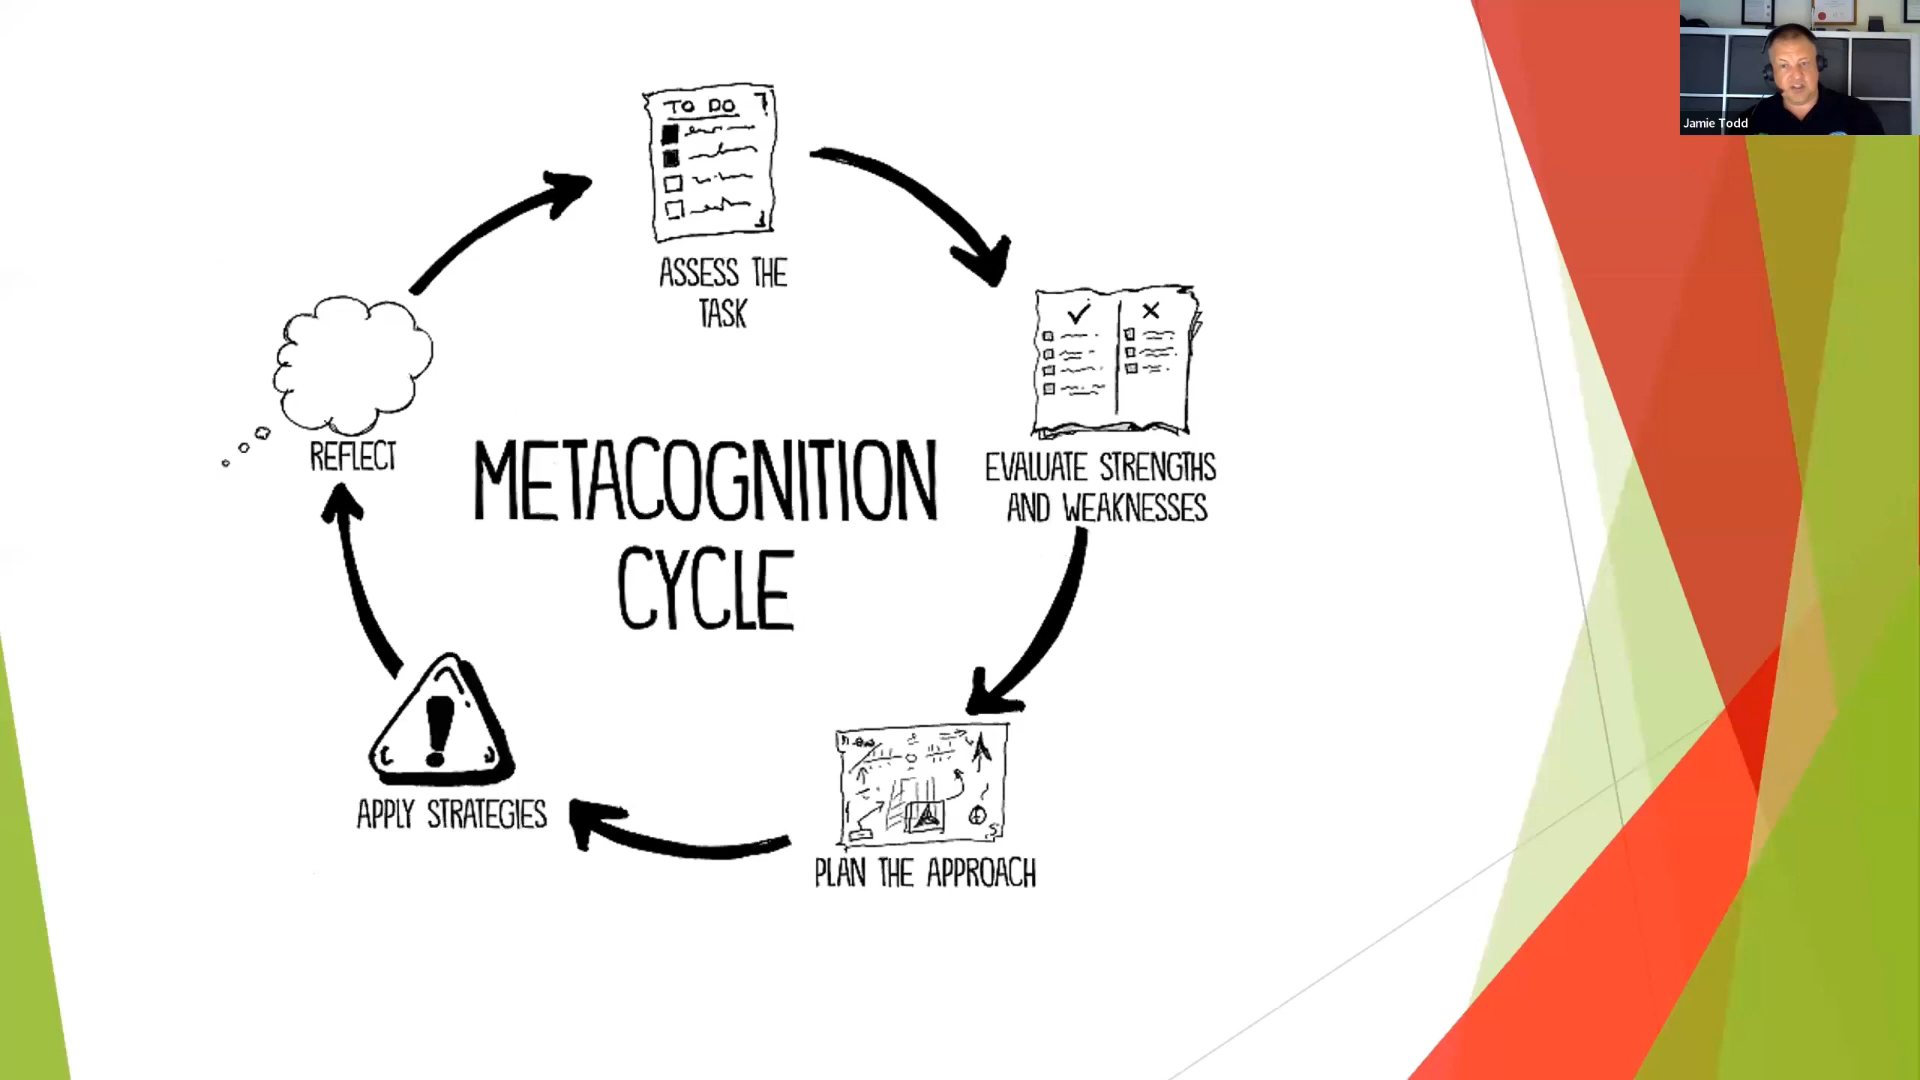 Jamie Todd
TO DO
ASSESS THE
TASK
EVALUATE STRENGTHS
AND WEAKNESSES
REFLECT
METACOGNITION
CYCLE
APPLY STRATEGIES
PLAN THE APPROACH